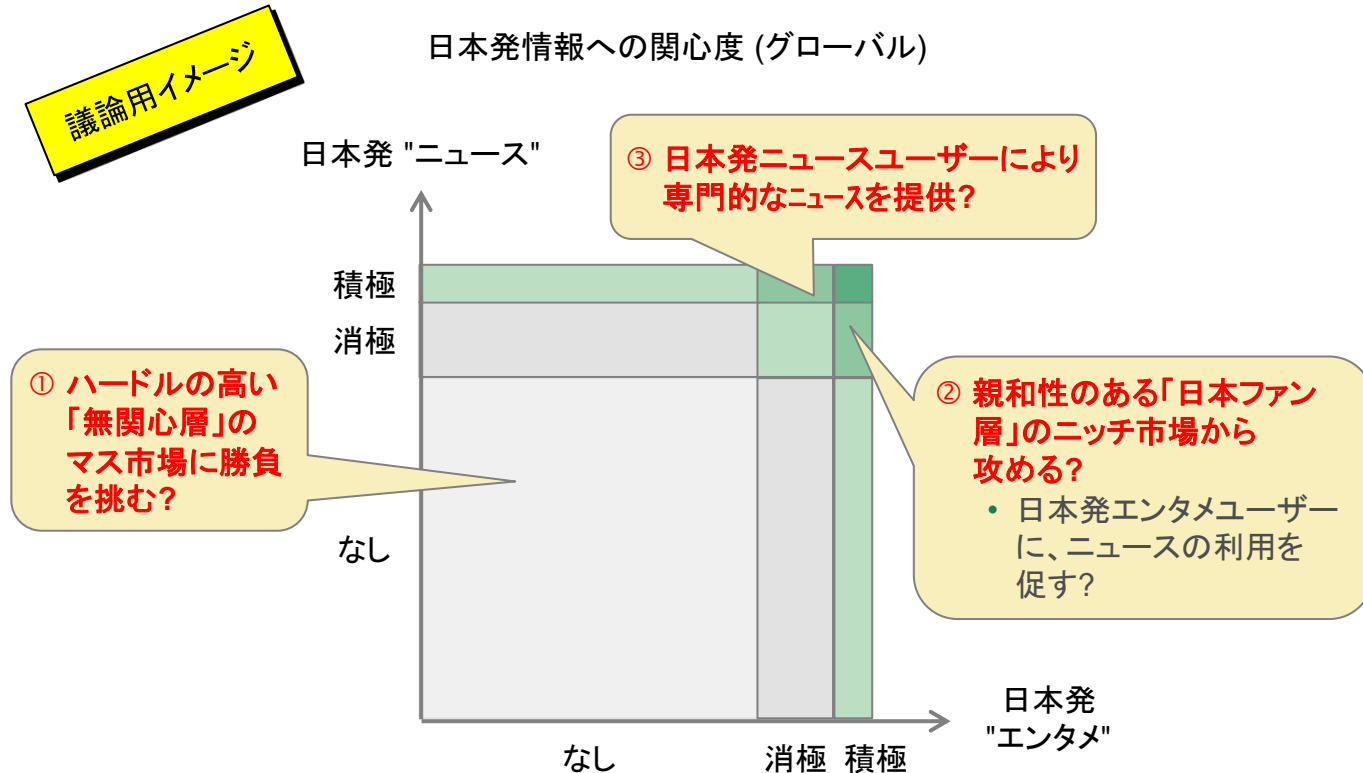 議論用イメージ
日本発情報への関心度 (グローバル)
日本発 "ニュース"
③ 日本発ニュースユーザーにより
専門的なニュースを提供?
積極
消極
なし
① ハードルの高い
「無関心層」の
マス市場に勝負
を挑む?
② 親和性のある「日本ファン
層」のニッチ市場から
攻める?
• 日本発エンタメユーザー
に、ニュースの利用を
促す?
なし
消極
積極
日本発
"エンタメ"